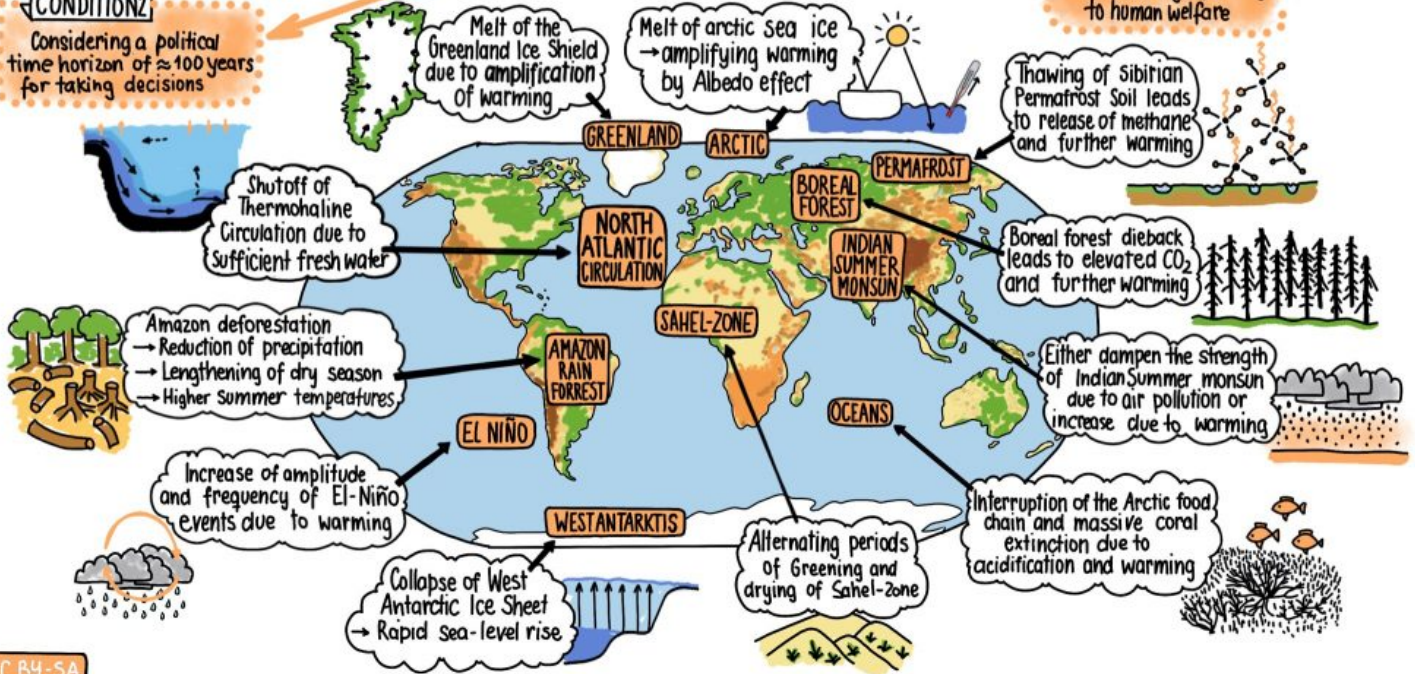 CONDITION2
Considering a political
time horizon of ≈100 years
for taking decisions
to human welfare
Melt of the
Greenland Ice Shield
due to amplification
of warming
Melt of arctic sea ice
→ amplifying warming
by Albedo effect
Thawing of Sibirian
Permafrost Soil leads
to release of methane
and further warming
GREENLAND
ARCTIC
PERMAFROST
BOREAL
FOREST
Shutoff of
Thermohaline
Circulation due to
Sufficient fresh water
NORTH
ATLANTIC
CIRCULATION
INDIAN
SUMMER
MONSUN
Boreal forest dieback
leads to elevated CO₂
and further warming
SAHEL-ZONE
Amazon deforestation
→ Reduction of precipitation
→ Lengthening of dry season
→ Higher Summer temperatures
AMAZON
RAIN
FORREST
Either dampen the strength
of Indian Summer monsun
due to air pollution or
increase due to warming
EL NIÑO
OCEANS
Increase of amplitude
and frequency of El-Niño
events due to warming
WESTANTARKTIS
Interruption of the Arctic food
chain and massive coral
extinction due to
acidification and warming
Alternating periods
of Greening and
drying of Sahel-Zone
Collapse of West
Antarctic Ice Sheet
→ Rapid sea-level rise
BY-SA